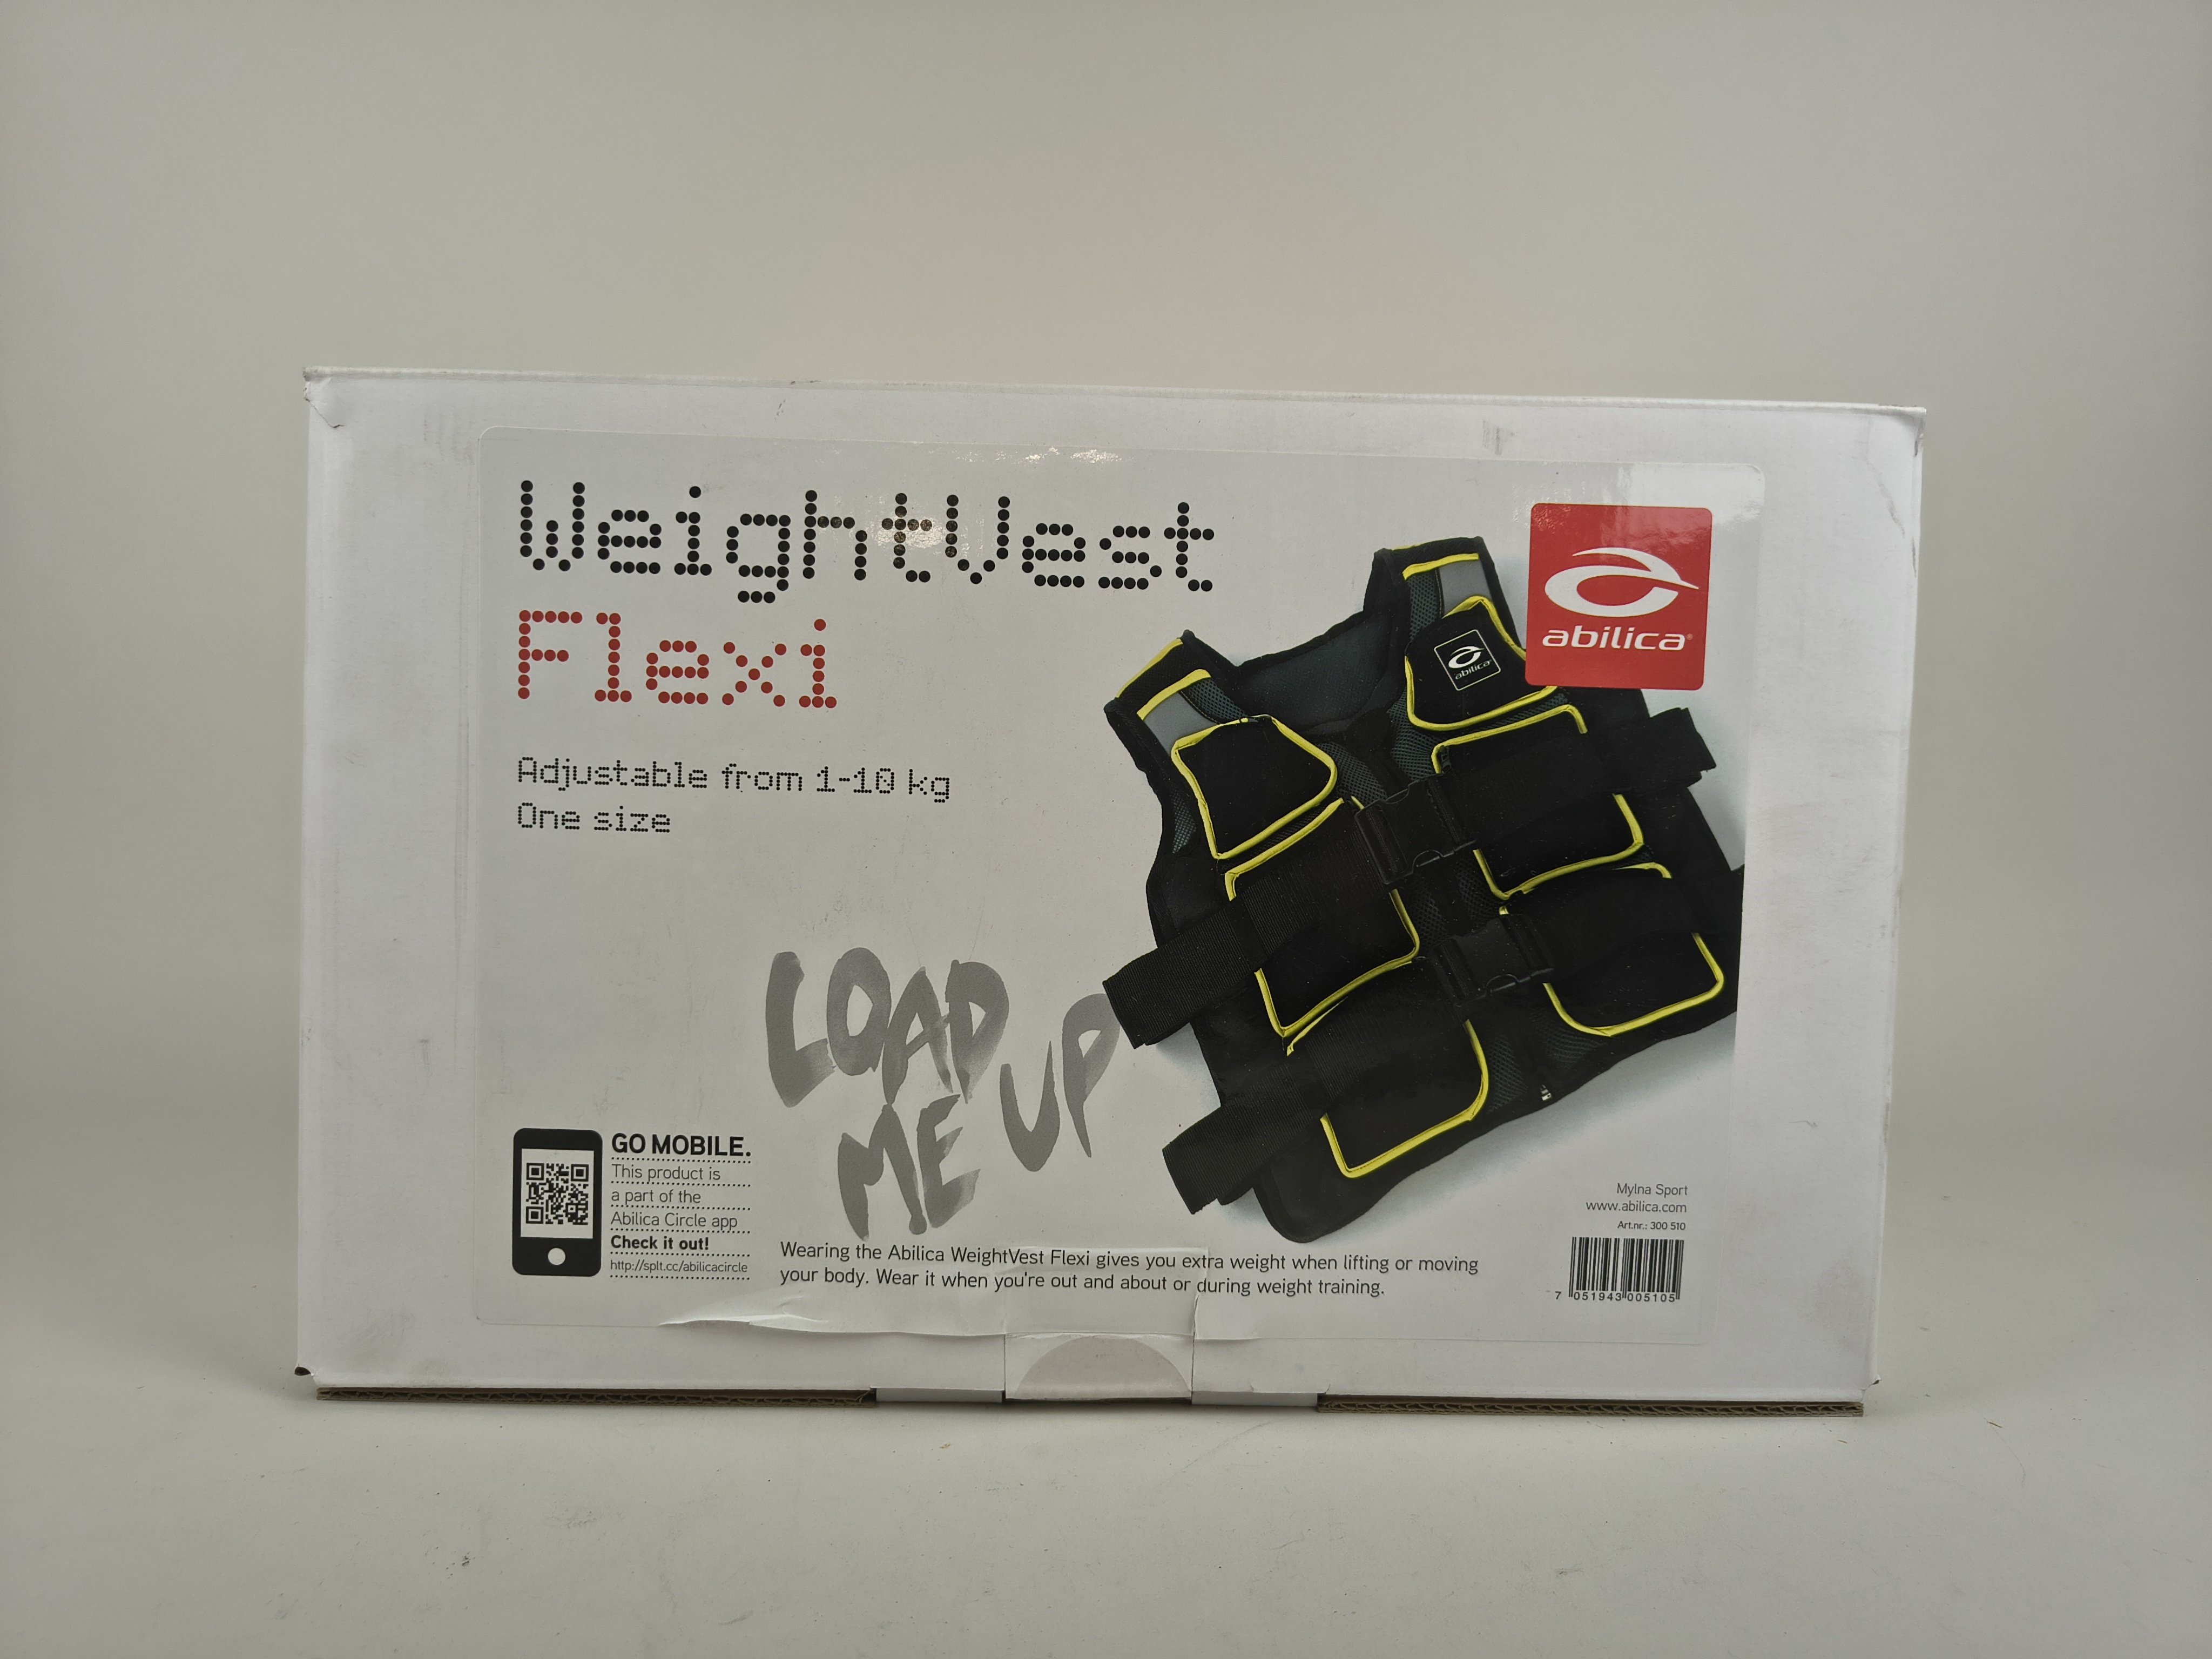 WeightVest
Flexi
Adjustable from 1-10 kg
One size
abilica®
abilica
LOAD
ME UP
GO MOBILE.
This product is
a part of the
Abilica Circle app
Check it out!
http://splt.cc/abilicacircle
Wearing the Abilica WeightVest Flexi gives you extra weight when lifting or moving
your body. Wear it when you're out and about or during weight training.
Mylna Sport
www.abilica.com
Art.nr.: 300 510
7 051943 005105